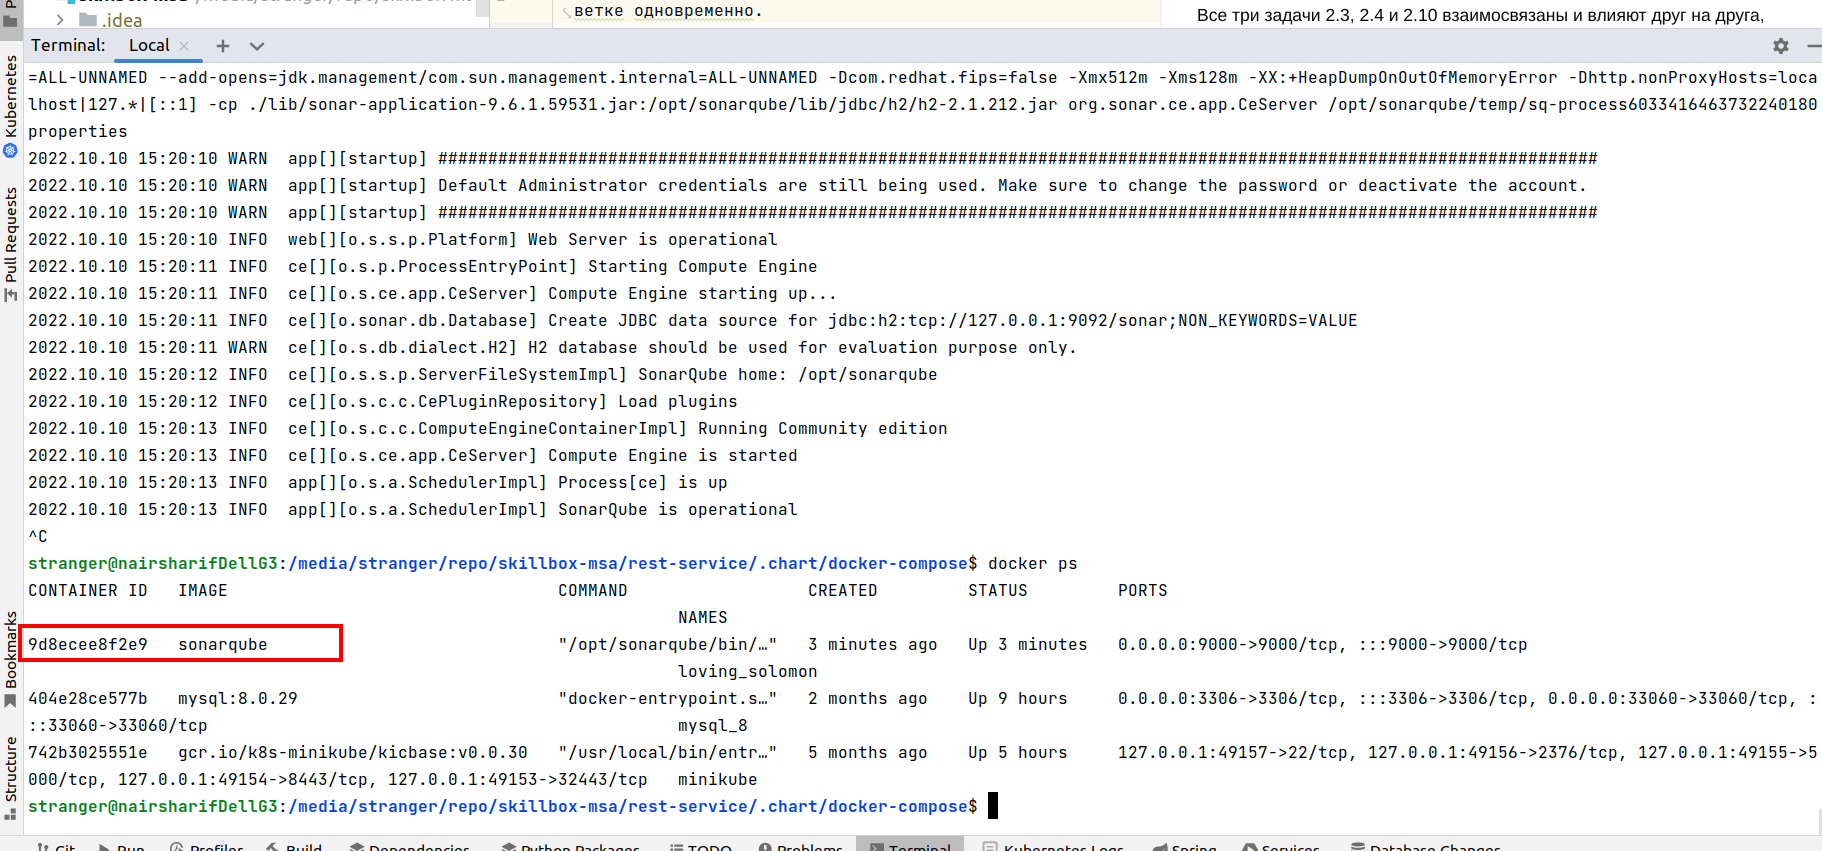 .idea
ветке одновременно.
Все три задачи 2.3, 2.4 и 2.10 взаимосвязаны и влияют друг на друга,
Terminal: Local × +
=ALL-UNNAMED --add-opens=jdk.management/com.sun.management.internal=ALL-UNNAMED -Dcom.redhat.fips=false -Xmx512m -Xms128m -XX:+HeapDumpOnOutOfMemoryError -Dhttp.nonProxyHosts=loca
lhost|127.*|[::1] -cp ./lib/sonar-application-9.6.1.59531.jar:/opt/sonarqube/lib/jdbc/h2/h2-2.1.212.jar org.sonar.ce.app.CeServer /opt/sonarqube/temp/sq-process6033416463732240180
properties
2022.10.10 15:20:10 WARN  app[][startup] ####################################################################################################################
2022.10.10 15:20:10 WARN  app[][startup] Default Administrator credentials are still being used. Make sure to change the password or deactivate the account.
2022.10.10 15:20:10 WARN  app[][startup] ####################################################################################################################
2022.10.10 15:20:10 INFO  web[][o.s.s.p.Platform] Web Server is operational
2022.10.10 15:20:11 INFO  ce[][o.s.p.ProcessEntryPoint] Starting Compute Engine
2022.10.10 15:20:11 INFO  ce[][o.s.ce.app.CeServer] Compute Engine starting up...
2022.10.10 15:20:11 INFO  ce[][o.sonar.db.Database] Create JDBC data source for jdbc:h2:tcp://127.0.0.1:9092/sonar;NON_KEYWORDS=VALUE
2022.10.10 15:20:11 WARN  ce[][o.s.db.dialect.H2] H2 database should be used for evaluation purpose only.
2022.10.10 15:20:12 INFO  ce[][o.s.s.p.ServerFileSystemImpl] SonarQube home: /opt/sonarqube
2022.10.10 15:20:12 INFO  ce[][o.s.c.c.CePluginRepository] Load plugins
2022.10.10 15:20:13 INFO  ce[][o.s.c.c.ComputeEngineContainerImpl] Running Community edition
2022.10.10 15:20:13 INFO  ce[][o.s.ce.app.CeServer] Compute Engine is started
2022.10.10 15:20:13 INFO  app[][o.s.a.SchedulerImpl] Process[ce] is up
2022.10.10 15:20:13 INFO  app[][o.s.a.SchedulerImpl] SonarQube is operational
^C
stranger@nairsharifDellG3:/media/stranger/repo/skillbox-msa/rest-service/.chart/docker-compose$ docker ps
CONTAINER ID   IMAGE   COMMAND   CREATED   STATUS   PORTS
NAMES
9d8ecee8f2e9   sonarqube   "/opt/sonarqube/bin/…"   3 minutes ago   Up 3 minutes   0.0.0.0:9000->9000/tcp, :::9000->9000/tcp
loving_solomon
404e28ce577b   mysql:8.0.29   "docker-entrypoint.s…"   2 months ago   Up 9 hours   0.0.0.0:3306->3306/tcp, :::3306->3306/tcp, 0.0.0.0:33060->33060/tcp, :
::33060->33060/tcp   mysql_8
742b3025551e   gcr.io/k8s-minikube/kicbase:v0.0.30   "/usr/local/bin/entr…"   5 months ago   Up 5 hours   127.0.0.1:49157->22/tcp, 127.0.0.1:49156->2376/tcp, 127.0.0.1:49155->5
000/tcp, 127.0.0.1:49154->8443/tcp, 127.0.0.1:49153->32443/tcp   minikube
stranger@nairsharifDellG3:/media/stranger/repo/skillbox-msa/rest-service/.chart/docker-compose$
Kubernetes
Pull Requests
Bookmarks
Structure
Git Run Profiler Build Dependencies Python Packages TODO Problems Terminal Kubernetes Logs Spring Services Database Changes